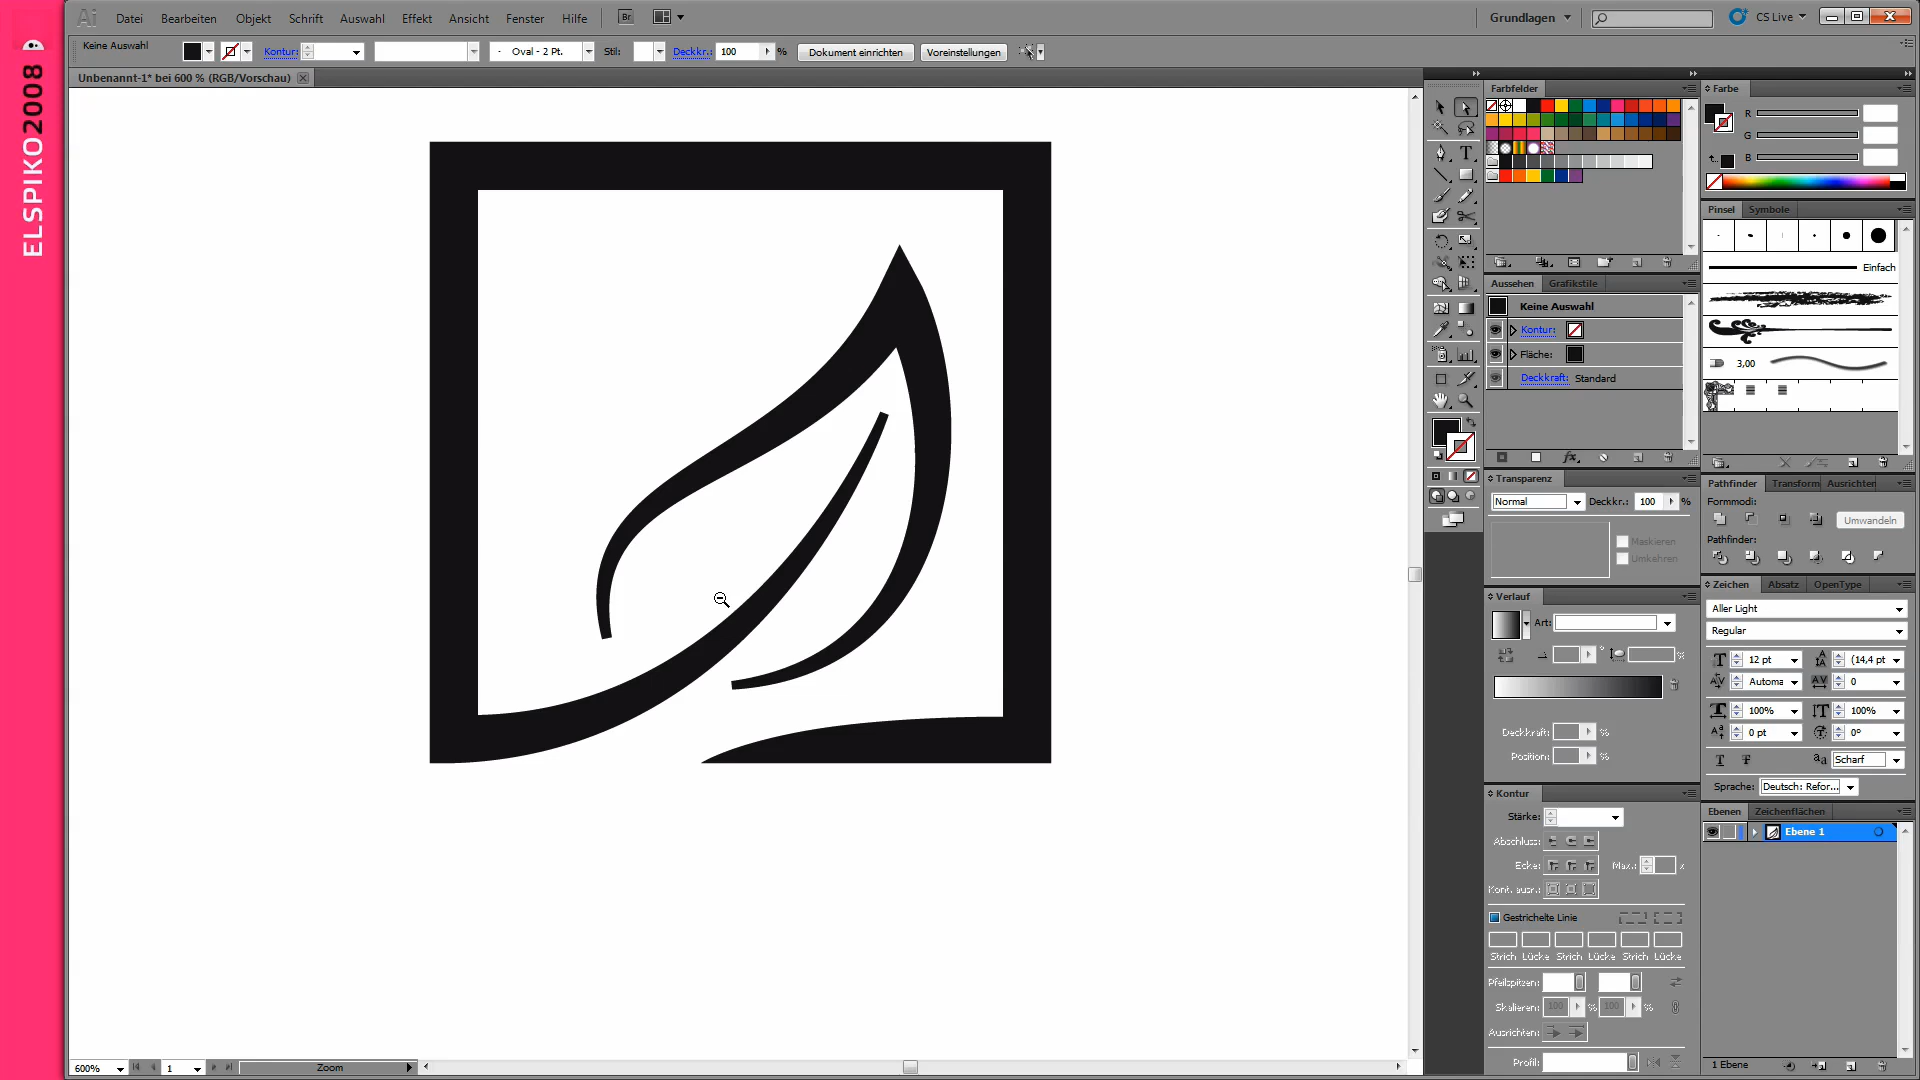 ELSPIKO2008
Ai
Datei Bearbeiten Objekt Schrift Auswahl Effekt Ansicht Fenster Hilfe
Br
Grundlagen
CS Live
Keine Auswahl
Kontur:
Oval - 2 Pt.
Stil:
Deckkr.: 100 %
Dokument einrichten
Voreinstellungen
Unbenannt-1* bei 600 % (RGB/Vorschau)
Farbfelder
Farbe
R
G
B
Pinsel Symbole
Einfach
3,00
Aussehen Grafikstile
Keine Auswahl
Kontur:
Fläche:
Deckkraft: Standard
Transparenz
Normal Deckkr.: 100 %
Maskieren
Umkehren
Pathfinder Transform Ausrichten
Formmodi:
Umwandeln
Pathfinder:
Verlauf
Art:
Deckkraft: %
Position: %
Zeichen Absatz OpenType
Aller Light
Regular
12 pt (14,4 pt
Automa 0
100% 100%
0 pt 0°
Scharf
Sprache: Deutsch: Refor...
Kontur
Stärke:
Abschluss:
Ecke: Max.: x
Kont. ausr.:
Gestrichelte Linie
Strich Lücke Strich Lücke Strich Lücke
Pfeilspitzen:
Skalieren: 100 % 100 %
Ausrichten:
Profil:
Ebenen Zeichenflächen
Ebene 1
1 Ebene
600% 1 Zoom